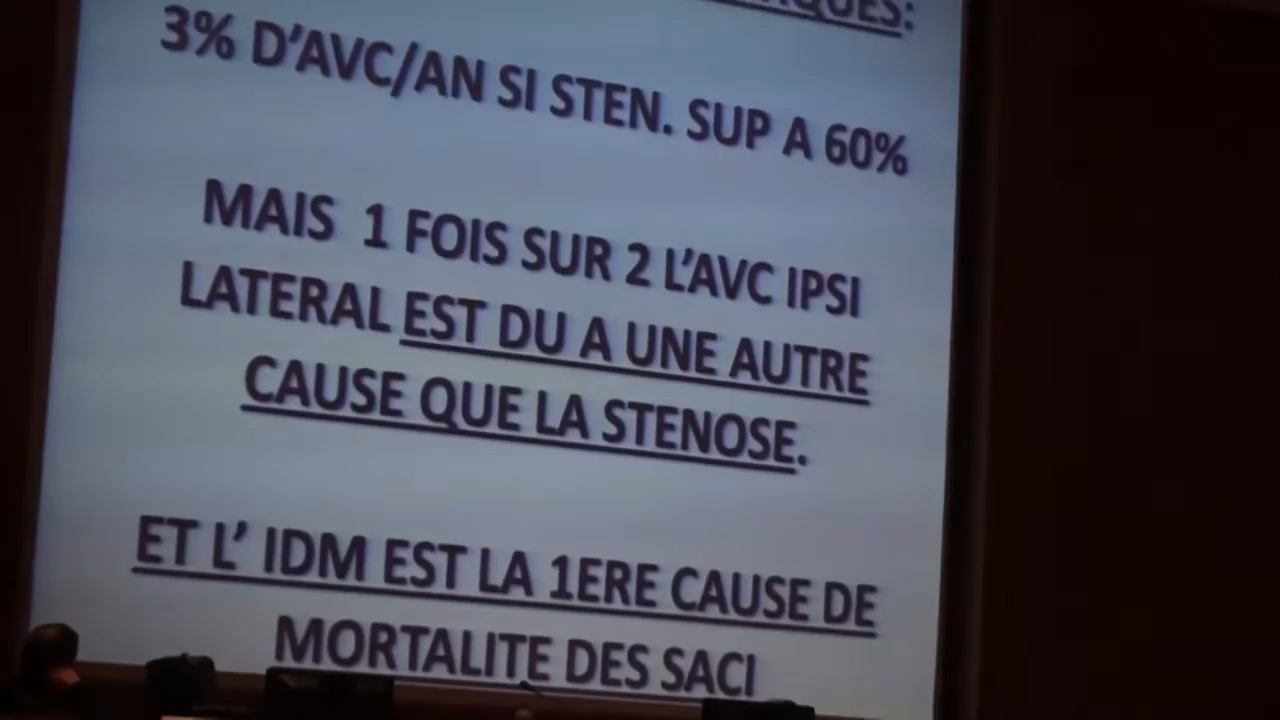 3% D'AVC/AN SI STEN. SUP A 60%
MAIS 1 FOIS SUR 2 L'AVC IPSI
LATERAL EST DU A UNE AUTRE
CAUSE QUE LA STENOSE.
ET L' IDM EST LA 1ERE CAUSE DE
MORTALITE DES SACI